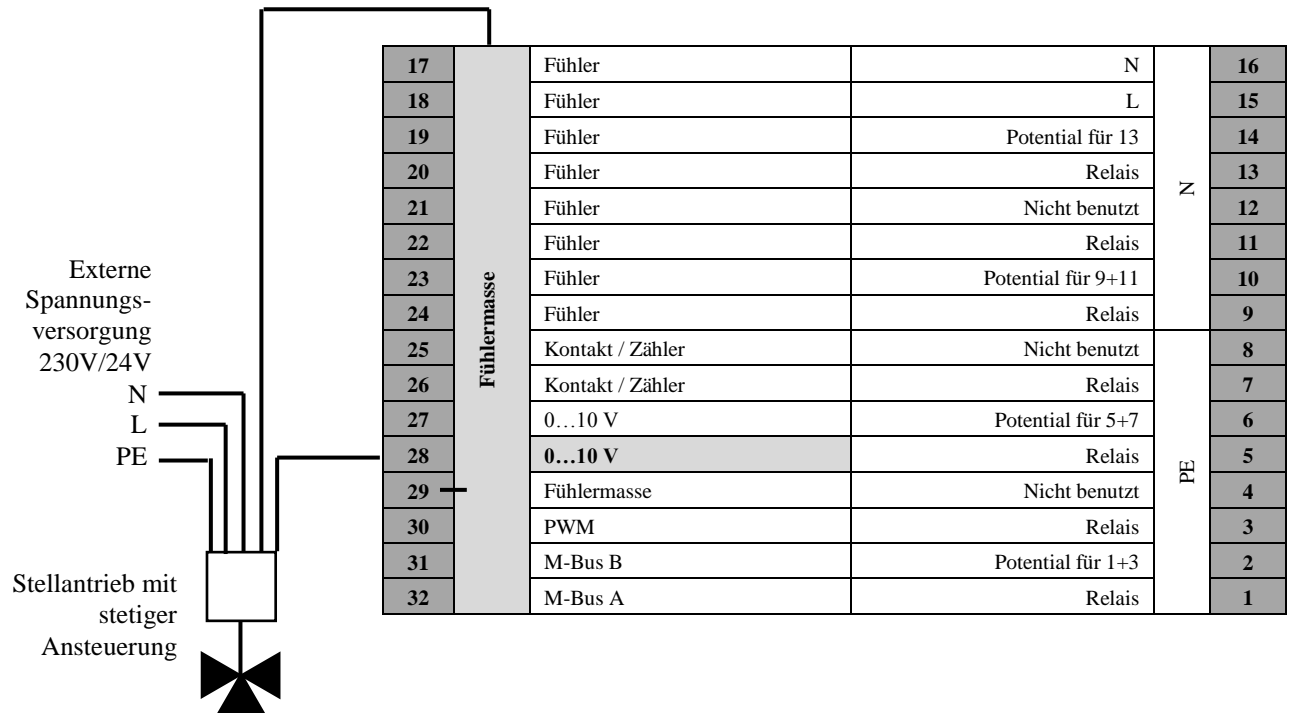 17 Fühler N 16
18 Fühler L 15
19 Fühler Potential für 13 14
20 Fühler Relais 13
21 Fühler Nicht benutzt 12
22 Fühler Relais 11
23 Fühler Potential für 9+11 10
24 Fühler Relais 9
25 Kontakt / Zähler Nicht benutzt 8
26 Kontakt / Zähler Relais 7
27 0…10 V Potential für 5+7 6
28 0…10 V Relais 5
29 Fühlermasse Nicht benutzt 4
30 PWM Relais 3
31 M-Bus B Potential für 1+3 2
32 M-Bus A Relais 1
Fühlermasse
N
PE
Externe
Spannungs-
versorgung
230V/24V
N
L
PE
Stellantrieb mit
stetiger
Ansteuerung